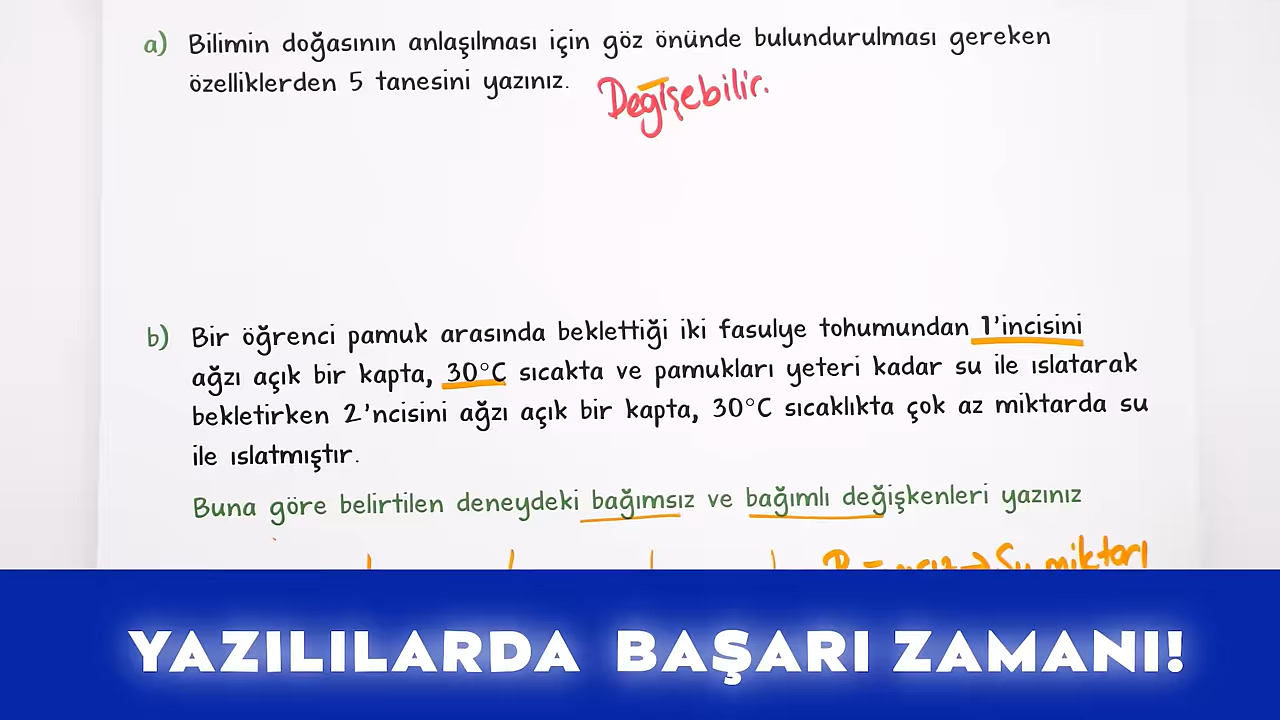 a) Bilimin doğasının anlaşılması için göz önünde bulundurulması gereken
özelliklerden 5 tanesini yazınız. Değişebilir.
b) Bir öğrenci pamuk arasında beklettiği iki fasulye tohumundan 1'incisini
ağzı açık bir kapta, 30°C sıcakta ve pamukları yeteri kadar su ile ıslatarak
bekletirken 2'ncisini ağzı açık bir kapta, 30°C sıcaklıkta çok az miktarda su
ile ıslatmıştır.
Buna göre belirtilen deneydeki bağımsız ve bağımlı değişkenleri yazınız
→ Su miktarı
YAZILILARDA BAŞARI ZAMANI!